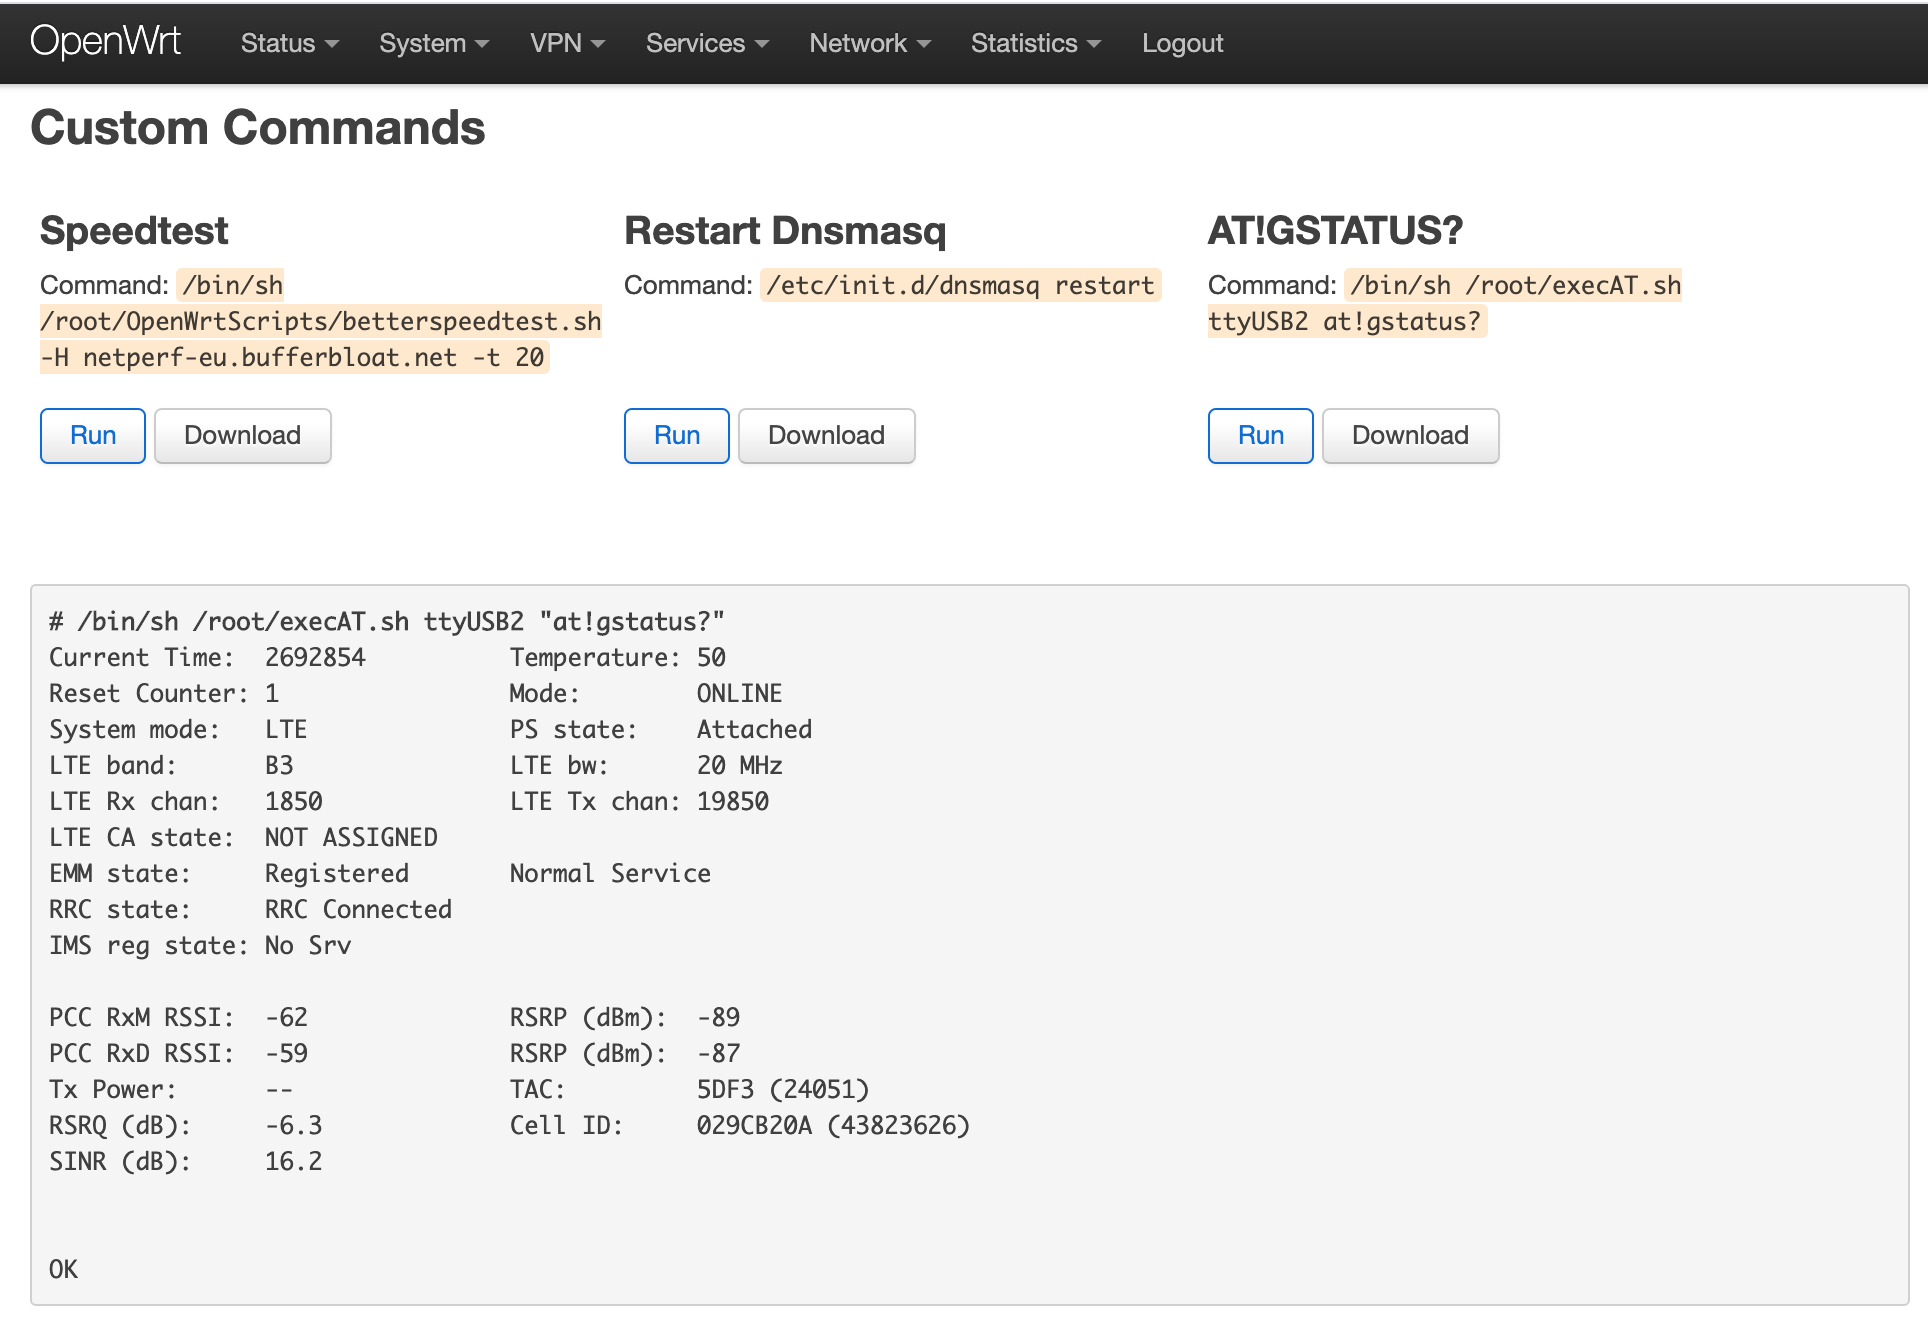 OpenWrt Status System VPN Services Network Statistics Logout
Custom Commands
Speedtest
Command: /bin/sh
/root/OpenWrtScripts/betterspeedtest.sh
-H netperf-eu.bufferbloat.net -t 20
Run Download
Restart Dnsmasq
Command: /etc/init.d/dnsmasq restart
Run Download
AT!GSTATUS?
Command: /bin/sh /root/execAT.sh
ttyUSB2 at!gstatus?
Run Download
# /bin/sh /root/execAT.sh ttyUSB2 "at!gstatus?"
Current Time:  2692854          Temperature: 50
Reset Counter: 1                Mode:        ONLINE
System mode:   LTE              PS state:    Attached
LTE band:      B3               LTE bw:      20 MHz
LTE Rx chan:   1850             LTE Tx chan: 19850
LTE CA state:  NOT ASSIGNED
EMM state:     Registered       Normal Service
RRC state:     RRC Connected
IMS reg state: No Srv
PCC RxM RSSI:  -62              RSRP (dBm):  -89
PCC RxD RSSI:  -59              RSRP (dBm):  -87
Tx Power:      --               TAC:         5DF3 (24051)
RSRQ (dB):     -6.3             Cell ID:     029CB20A (43823626)
SINR (dB):     16.2
OK